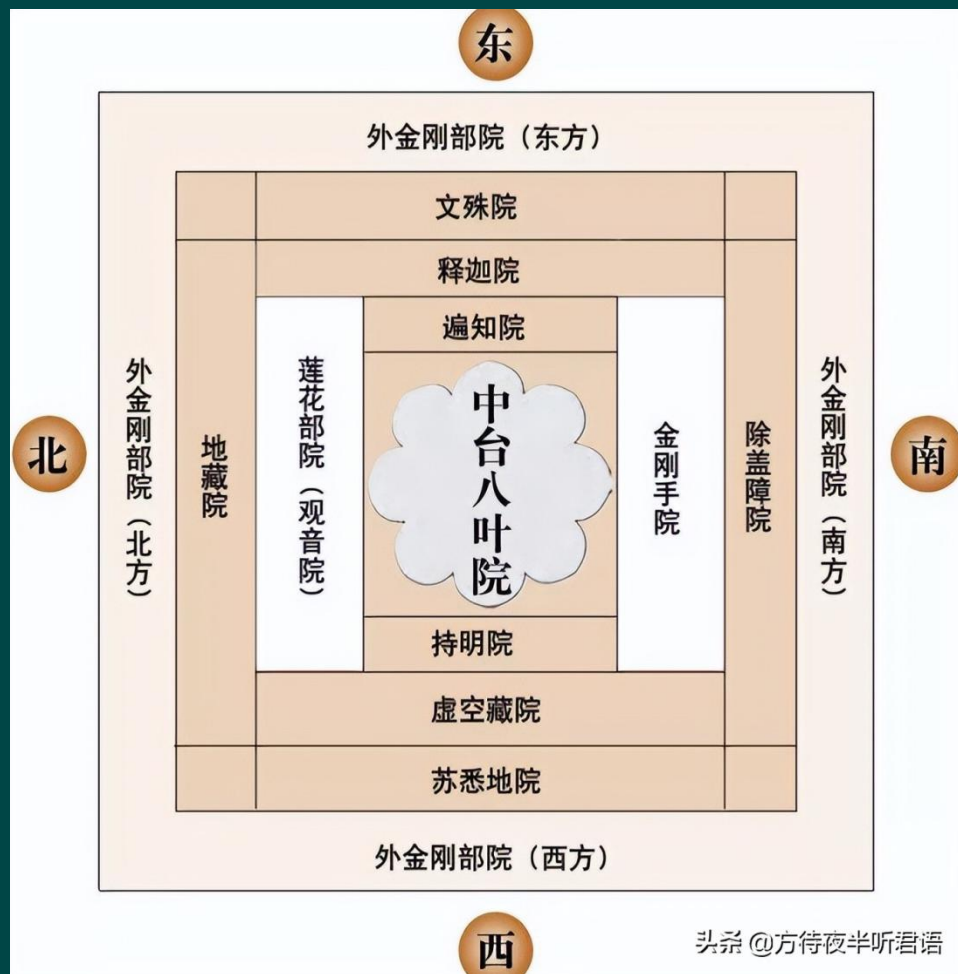 东
外金刚部院（东方）
文殊院
释迦院
遍知院
北
外金刚部院（北方）
地藏院
莲花部院（观音院）
中台八叶院
金刚手院
除盖障院
外金刚部院（南方）
南
持明院
虚空藏院
苏悉地院
外金刚部院（西方）
西
头条 @方待夜半听君语